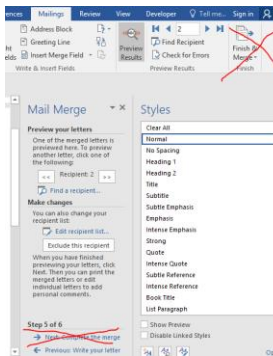 ences Mailings Review View Developer Tell me... Sign in
Address Block
Greeting Line
Insert Merge Field
Write & Insert Fields
Preview
Results
2
Find Recipient
Check for Errors
Preview Results
Finish &
Merge
Finish
Mail Merge
Preview your letters
One of the merged letters is
previewed here. To preview
another letter, click one of
the following:
<< Recipient: 2 >>
Find a recipient...
Make changes
You can also change your
recipient list:
Edit recipient list...
Exclude this recipient
When you have finished
previewing your letters, click
Next. Then you can print the
merged letters or edit
individual letters to add
personal comments.
Step 5 of 6
Next: Complete the merge
Previous: Write your letter
Styles
Clear All
Normal
No Spacing
Heading 1
Heading 2
Title
Subtitle
Subtle Emphasis
Emphasis
Intense Emphasis
Strong
Quote
Intense Quote
Subtle Reference
Intense Reference
Book Title
List Paragraph
Show Preview
Disable Linked Styles